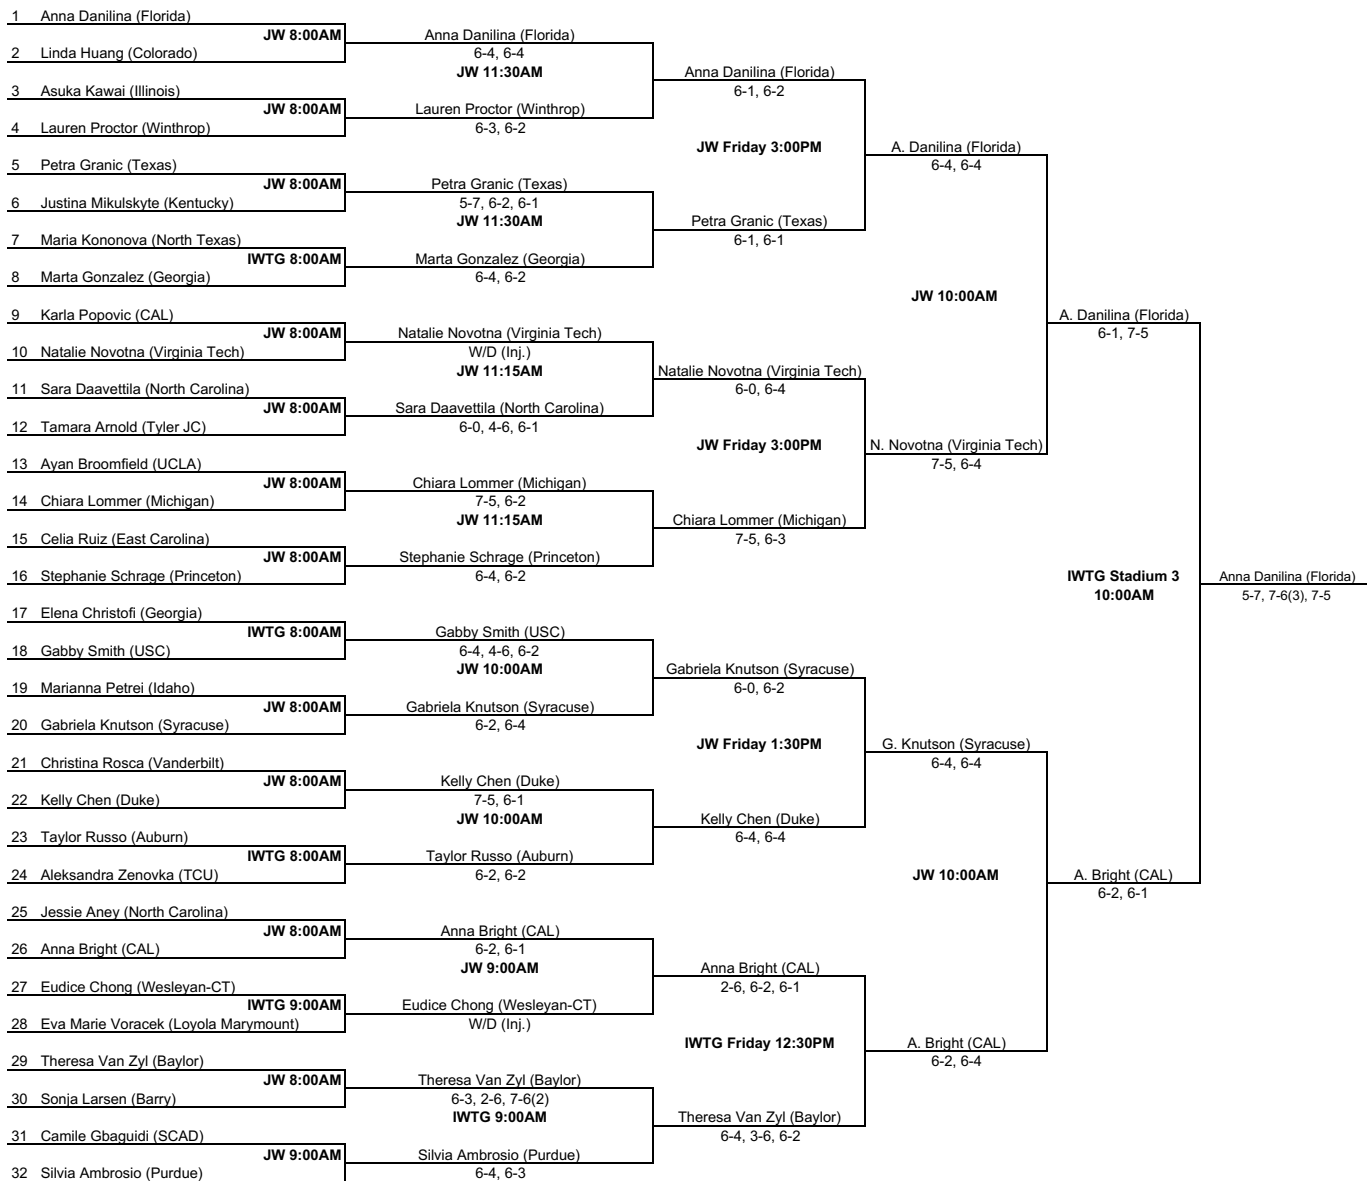 1 Anna Danilina (Florida)
JW 8:00AM
Anna Danilina (Florida)
2 Linda Huang (Colorado)
6-4, 6-4
JW 11:30AM
Anna Danilina (Florida)
3 Asuka Kawai (Illinois)
6-1, 6-2
JW 8:00AM
Lauren Proctor (Winthrop)
4 Lauren Proctor (Winthrop)
6-3, 6-2
JW Friday 3:00PM
A. Danilina (Florida)
5 Petra Granic (Texas)
6-4, 6-4
JW 8:00AM
Petra Granic (Texas)
6 Justina Mikulskyte (Kentucky)
5-7, 6-2, 6-1
JW 11:30AM
Petra Granic (Texas)
7 Maria Kononova (North Texas)
6-1, 6-1
IWTG 8:00AM
Marta Gonzalez (Georgia)
8 Marta Gonzalez (Georgia)
6-4, 6-2
JW 10:00AM
9 Karla Popovic (CAL)
A. Danilina (Florida)
JW 8:00AM
Natalie Novotna (Virginia Tech)
6-1, 7-5
10 Natalie Novotna (Virginia Tech)
W/D (Inj.)
JW 11:15AM
Natalie Novotna (Virginia Tech)
11 Sara Daavettila (North Carolina)
6-0, 6-4
JW 8:00AM
Sara Daavettila (North Carolina)
12 Tamara Arnold (Tyler JC)
6-0, 4-6, 6-1
JW Friday 3:00PM
N. Novotna (Virginia Tech)
13 Ayan Broomfield (UCLA)
7-5, 6-4
JW 8:00AM
Chiara Lommer (Michigan)
14 Chiara Lommer (Michigan)
7-5, 6-2
JW 11:15AM
Chiara Lommer (Michigan)
15 Celia Ruiz (East Carolina)
7-5, 6-3
JW 8:00AM
Stephanie Schrage (Princeton)
16 Stephanie Schrage (Princeton)
6-4, 6-2
IWTG Stadium 3
10:00AM
Anna Danilina (Florida)
5-7, 7-6(3), 7-5
17 Elena Christofi (Georgia)
IWTG 8:00AM
Gabby Smith (USC)
18 Gabby Smith (USC)
6-4, 4-6, 6-2
JW 10:00AM
Gabriela Knutson (Syracuse)
19 Marianna Petrei (Idaho)
6-0, 6-2
JW 8:00AM
Gabriela Knutson (Syracuse)
20 Gabriela Knutson (Syracuse)
6-2, 6-4
JW Friday 1:30PM
G. Knutson (Syracuse)
21 Christina Rosca (Vanderbilt)
6-4, 6-4
JW 8:00AM
Kelly Chen (Duke)
22 Kelly Chen (Duke)
7-5, 6-1
JW 10:00AM
Kelly Chen (Duke)
23 Taylor Russo (Auburn)
6-4, 6-4
IWTG 8:00AM
Taylor Russo (Auburn)
24 Aleksandra Zenovka (TCU)
6-2, 6-2
JW 10:00AM
A. Bright (CAL)
6-2, 6-1
25 Jessie Aney (North Carolina)
JW 8:00AM
Anna Bright (CAL)
26 Anna Bright (CAL)
6-2, 6-1
JW 9:00AM
Anna Bright (CAL)
27 Eudice Chong (Wesleyan-CT)
2-6, 6-2, 6-1
IWTG 9:00AM
Eudice Chong (Wesleyan-CT)
28 Eva Marie Voracek (Loyola Marymount)
W/D (Inj.)
IWTG Friday 12:30PM
A. Bright (CAL)
29 Theresa Van Zyl (Baylor)
6-2, 6-4
JW 8:00AM
Theresa Van Zyl (Baylor)
30 Sonja Larsen (Barry)
6-3, 2-6, 7-6(2)
IWTG 9:00AM
Theresa Van Zyl (Baylor)
31 Camile Gbaguidi (SCAD)
6-4, 3-6, 6-2
JW 9:00AM
Silvia Ambrosio (Purdue)
32 Silvia Ambrosio (Purdue)
6-4, 6-3